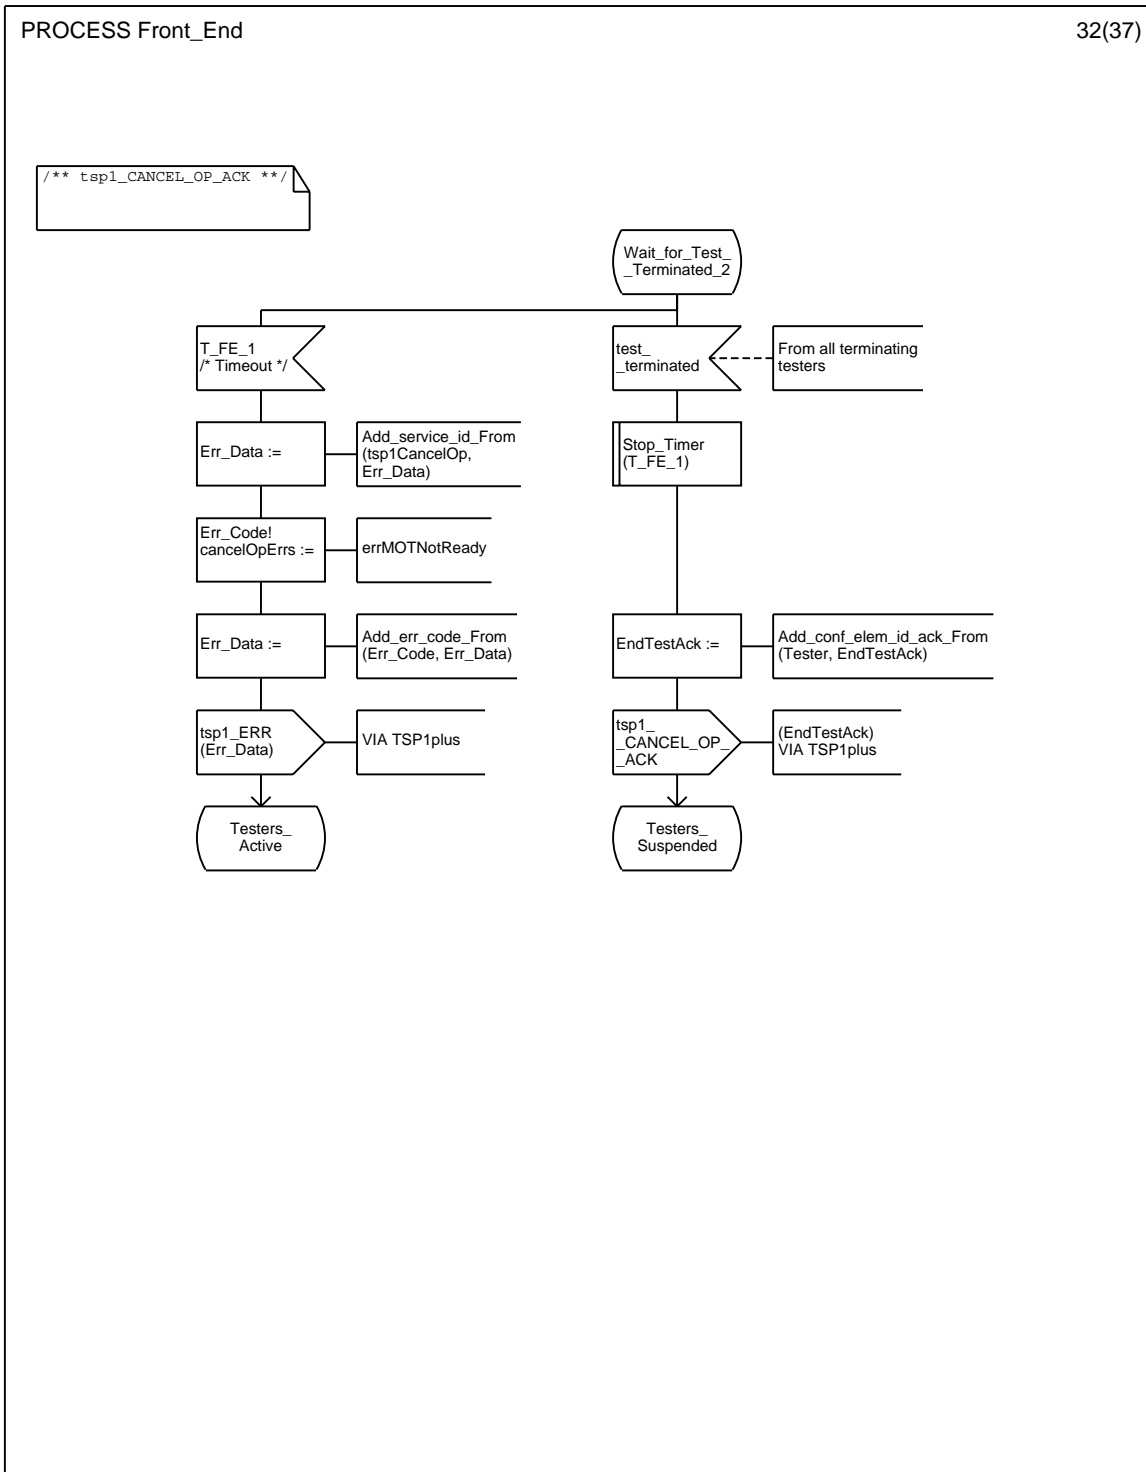 PROCESS Front_End
32(37)
/** tsp1_CANCEL_OP_ACK **/
Wait_for_Test_
_Terminated_2
T_FE_1
/* Timeout */
test_
_terminated
From all terminating
testers
Err_Data :=
Add_service_id_From
(tsp1CancelOp,
Err_Data)
Stop_Timer
(T_FE_1)
Err_Code!
cancelOpErrs :=
errMOTNotReady
Err_Data :=
Add_err_code_From
(Err_Code, Err_Data)
EndTestAck :=
Add_conf_elem_id_ack_From
(Tester, EndTestAck)
tsp1_ERR
(Err_Data)
VIA TSP1plus
tsp1_
_CANCEL_OP_
_ACK
(EndTestAck)
VIA TSP1plus
Testers_
Active
Testers_
Suspended